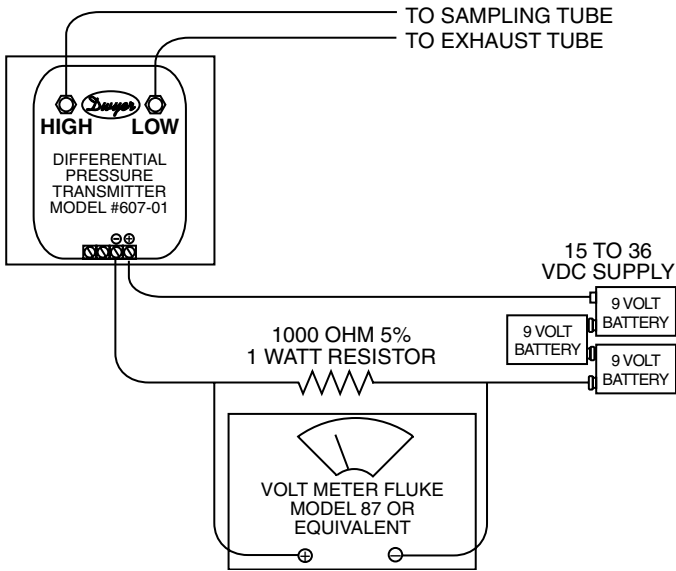 TO SAMPLING TUBE
TO EXHAUST TUBE
Dwyer
HIGH
LOW
DIFFERENTIAL
PRESSURE
TRANSMITTER
MODEL #607-01
⊖ ⊕
15 TO 36
VDC SUPPLY
9 VOLT
BATTERY
9 VOLT
BATTERY
9 VOLT
BATTERY
1000 OHM 5%
1 WATT RESISTOR
VOLT METER FLUKE
MODEL 87 OR
EQUIVALENT
⊕ ⊖